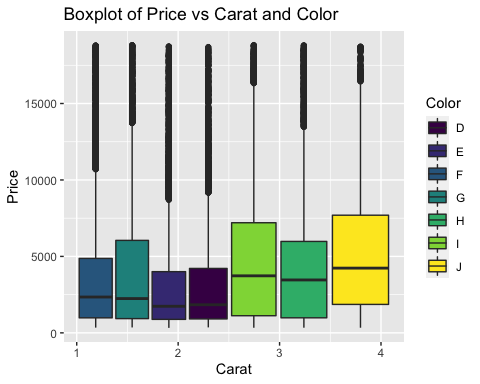 Boxplot of Price vs Carat and Color
15000
10000
5000
0
Price
1 2 3 4
Carat
Color
D
E
F
G
H
I
J